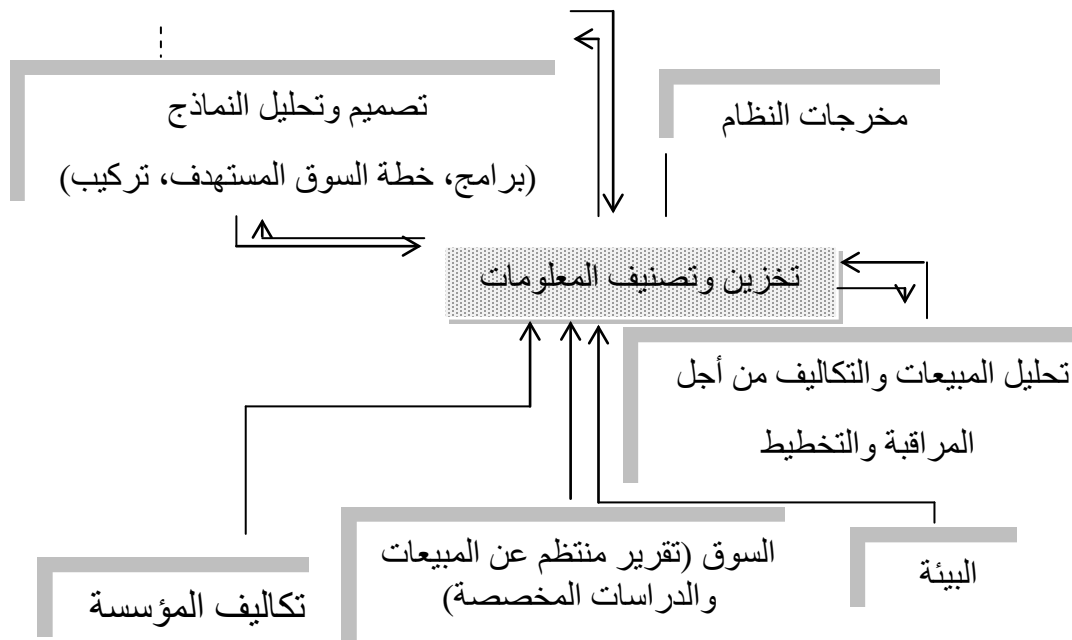 مخرجات النظام
تصميم وتحليل النماذج
(برامج، خطة السوق المستهدف، تركيب)
تخزين وتصنيف المعلومات
تحليل المبيعات والتكاليف من أجل
المراقبة والتخطيط
البيئة
السوق (تقرير منتظم عن المبيعات
والدراسات المخصصة)
تكاليف المؤسسة